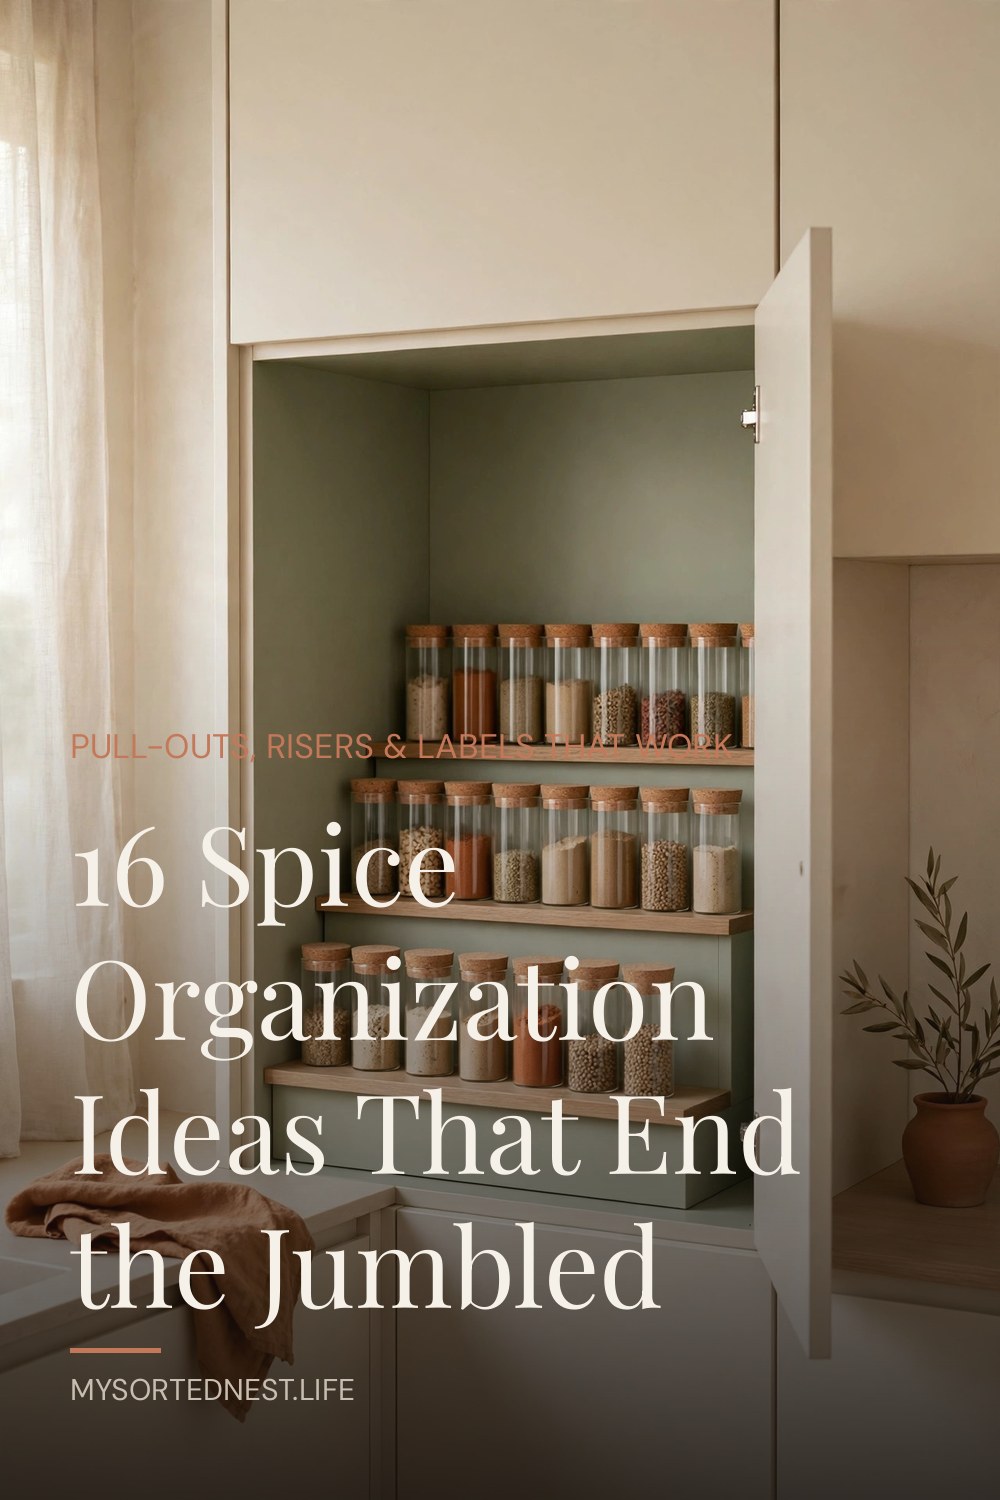 PULL-OUTS, RISERS & LABELS THAT WORK
16 Spice
Organization
Ideas That End
the Jumbled
MYSORTEDNEST.LIFE